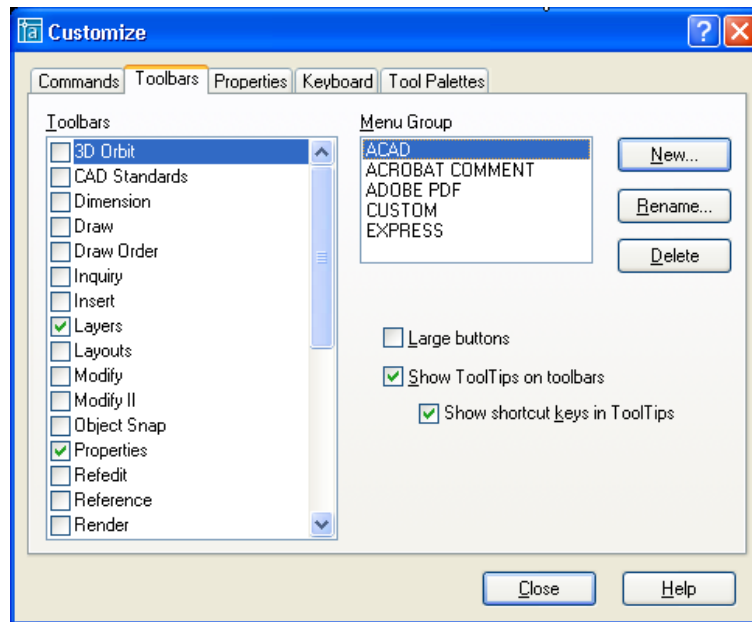 Customize
Commands Toolbars Properties Keyboard Tool Palettes
Toolbars
3D Orbit
CAD Standards
Dimension
Draw
Draw Order
Inquiry
Insert
Layers
Layouts
Modify
Modify II
Object Snap
Properties
Refedit
Reference
Render
Menu Group
ACAD
ACROBAT COMMENT
ADOBE PDF
CUSTOM
EXPRESS
New...
Rename...
Delete
Large buttons
Show ToolTips on toolbars
Show shortcut keys in ToolTips
Close Help